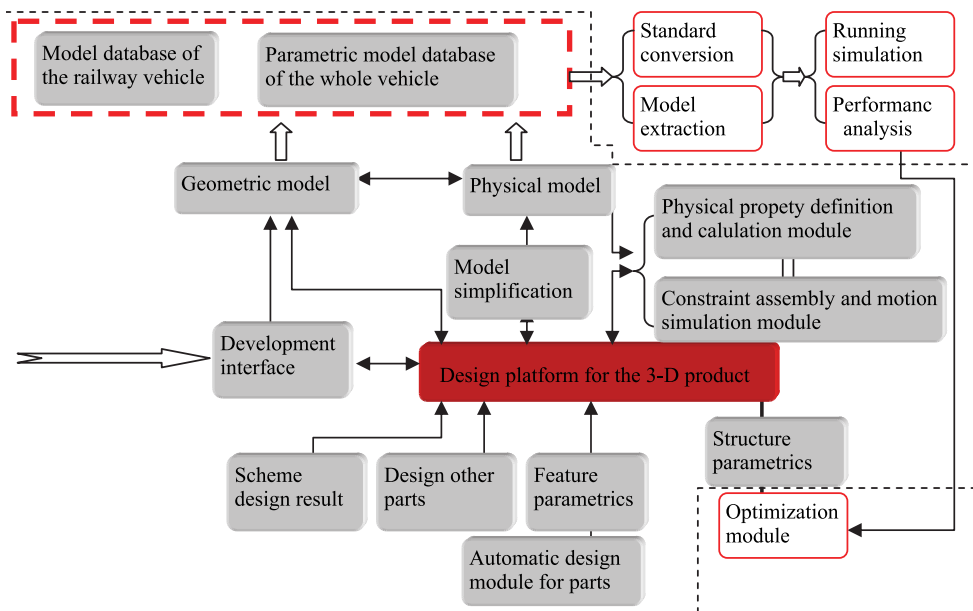 Model database of
the railway vehicle
Parametric model database
of the whole vehicle
Standard
conversion
Model
extraction
Running
simulation
Performanc
analysis
Geometric model
Physical model
Physical propety definition
and calulation module
Model
simplification
Constraint assembly and motion
simulation module
Development
interface
Design platform for the 3-D product
Structure
parametrics
Scheme
design result
Design other
parts
Feature
parametrics
Optimization
module
Automatic design
module for parts